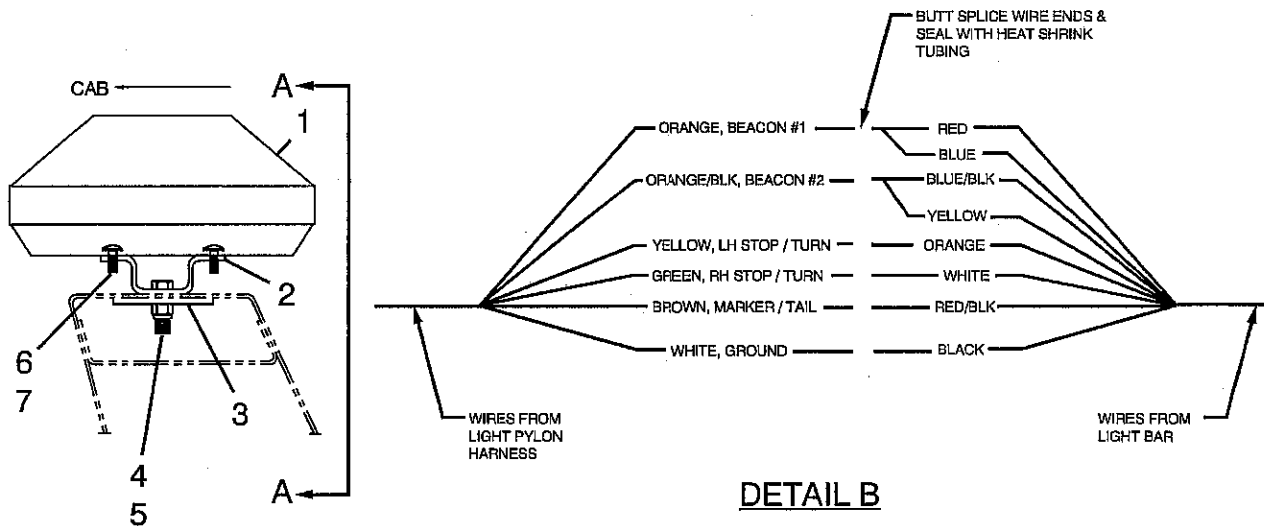 CAB
A
1
2
6
7
3
4
5
A
BUTT SPLICE WIRE ENDS &
SEAL WITH HEAT SHRINK
TUBING
ORANGE, BEACON #1
RED
BLUE
ORANGE/BLK, BEACON #2
BLUE/BLK
YELLOW
YELLOW, LH STOP / TURN
ORANGE
GREEN, RH STOP / TURN
WHITE
BROWN, MARKER / TAIL
RED/BLK
WHITE, GROUND
BLACK
WIRES FROM
LIGHT PYLON
HARNESS
WIRES FROM
LIGHT BAR
DETAIL B